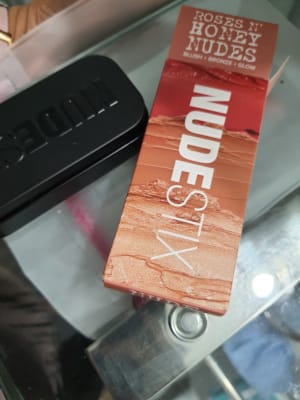 ROSES N'
HONEY
NUDES
BLUSH • BRONZE • GLOW
NUDESTIX
NUDES